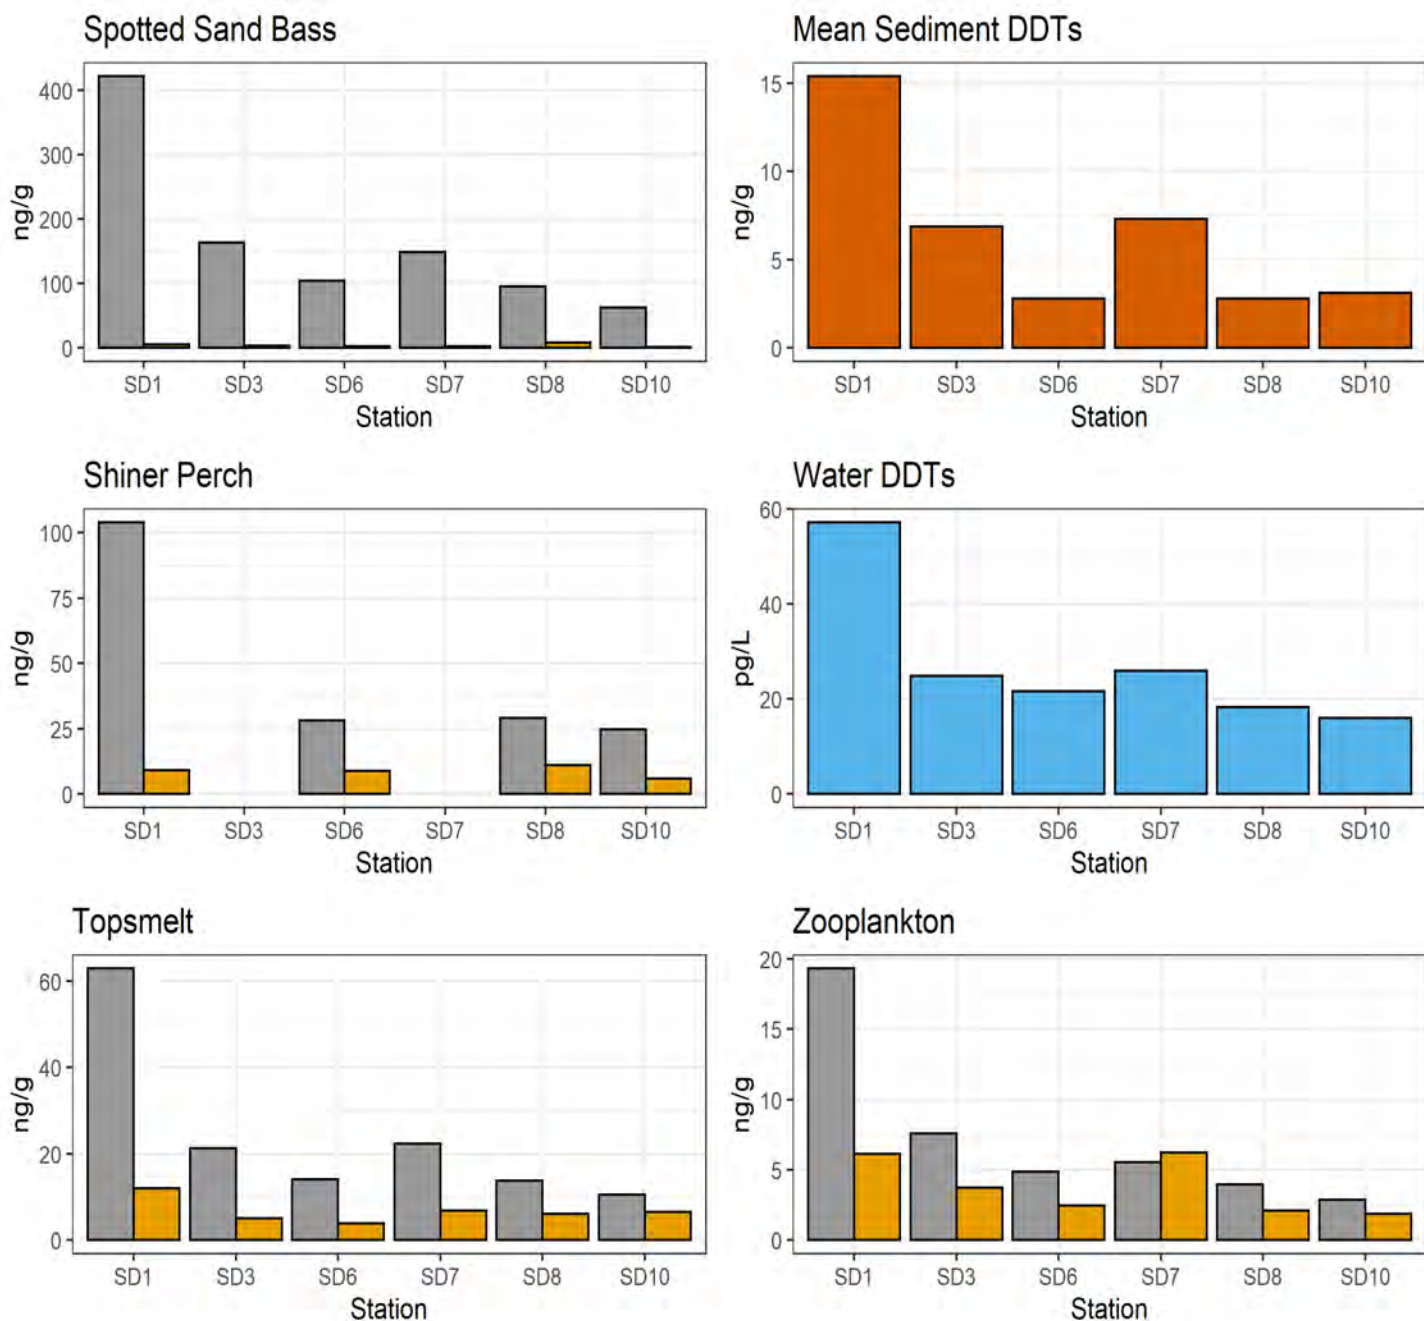 Spotted Sand Bass
ng/g
400
300
200
100
0
SD1 SD3 SD6 SD7 SD8 SD10
Station
Mean Sediment DDTs
ng/g
15
10
5
0
SD1 SD3 SD6 SD7 SD8 SD10
Station
Shiner Perch
ng/g
100
75
50
25
0
SD1 SD3 SD6 SD7 SD8 SD10
Station
Water DDTs
pg/L
60
40
20
0
SD1 SD3 SD6 SD7 SD8 SD10
Station
Topsmelt
ng/g
60
40
20
0
SD1 SD3 SD6 SD7 SD8 SD10
Station
Zooplankton
ng/g
20
15
10
5
0
SD1 SD3 SD6 SD7 SD8 SD10
Station